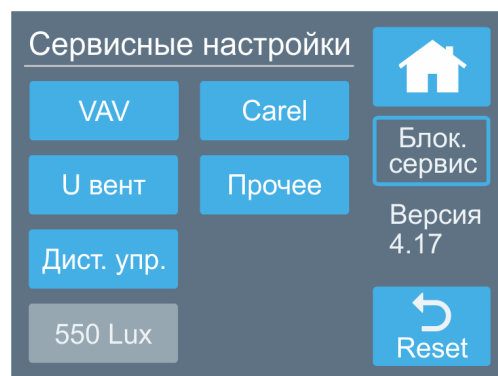 Сервисные настройки
VAV
Carel
Блок.
сервис
U вент
Прочее
Версия
4.17
Дист. упр.
550 Lux
Reset